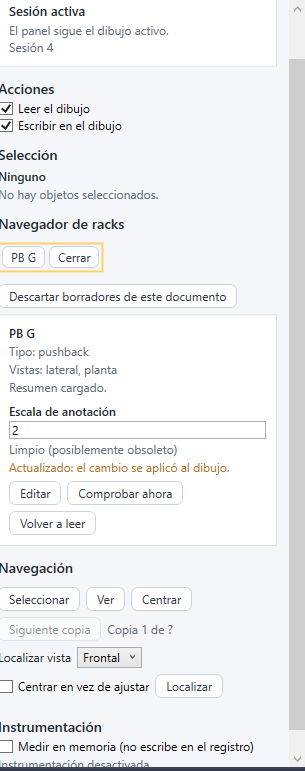 Sesión activa
El panel sigue el dibujo activo.
Sesión 4
Acciones
Leer el dibujo
Escribir en el dibujo
Selección
Ninguno
No hay objetos seleccionados.
Navegador de racks
PB G Cerrar
Descartar borradores de este documento
PB G
Tipo: pushback
Vistas: lateral, planta
Resumen cargado.
Escala de anotación
2
Limpio (posiblemente obsoleto)
Actualizado: el cambio se aplicó al dibujo.
Editar Comprobar ahora
Volver a leer
Navegación
Seleccionar Ver Centrar
Siguiente copia Copia 1 de ?
Localizar vista Frontal
Centrar en vez de ajustar Localizar
Instrumentación
Medir en memoria (no escribe en el registro)
Instrumentación desactivada